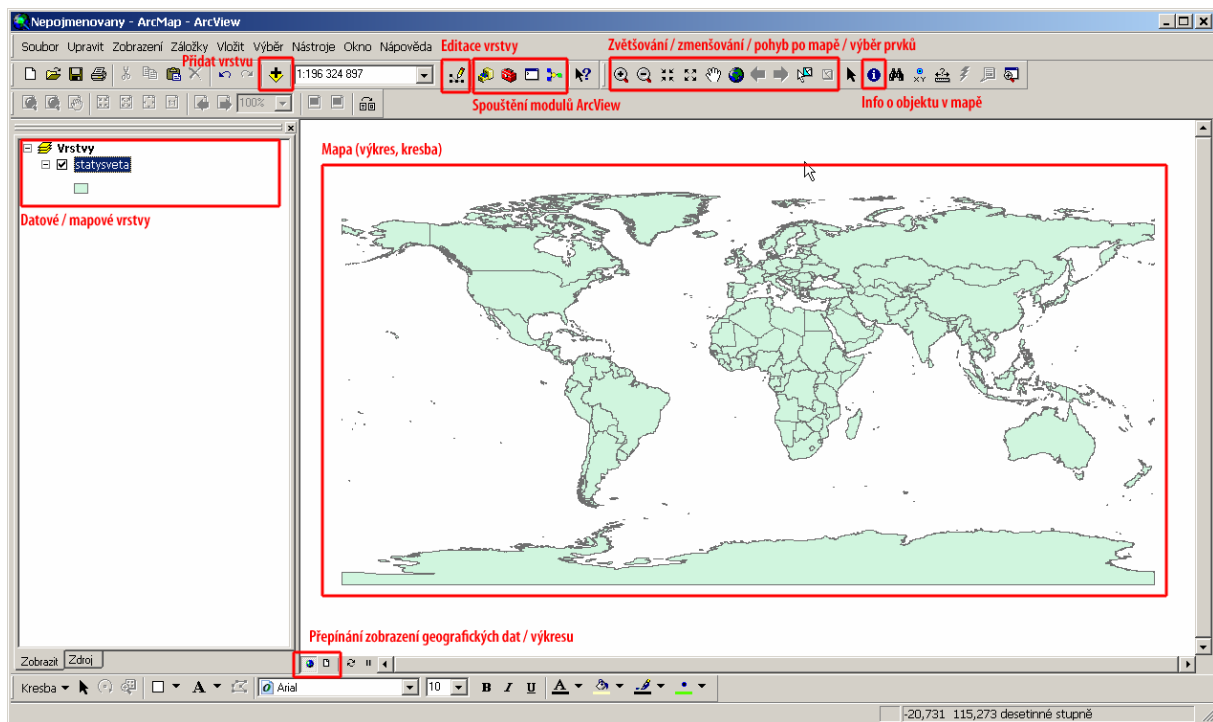 Nepojmenovany - ArcMap - ArcView
Soubor Upravit Zobrazení Záložky Vložit Výběr Nástroje Okno Nápověda
Editace vrstvy
Zvětšování / zmenšování / pohyb po mapě / výběr prvků
Přidat vrstvu
1:196 324 897
100%
Spouštění modulů ArcView
Info o objektu v mapě
Vrstvy
statysveta
Datové / mapové vrstvy
Mapa (výkres, kresba)
Přepínání zobrazení geografických dat / výkresu
Zobrazit Zdroj
Kresba A Arial 10 B I U A
-20,731 115,273 desetinné stupně